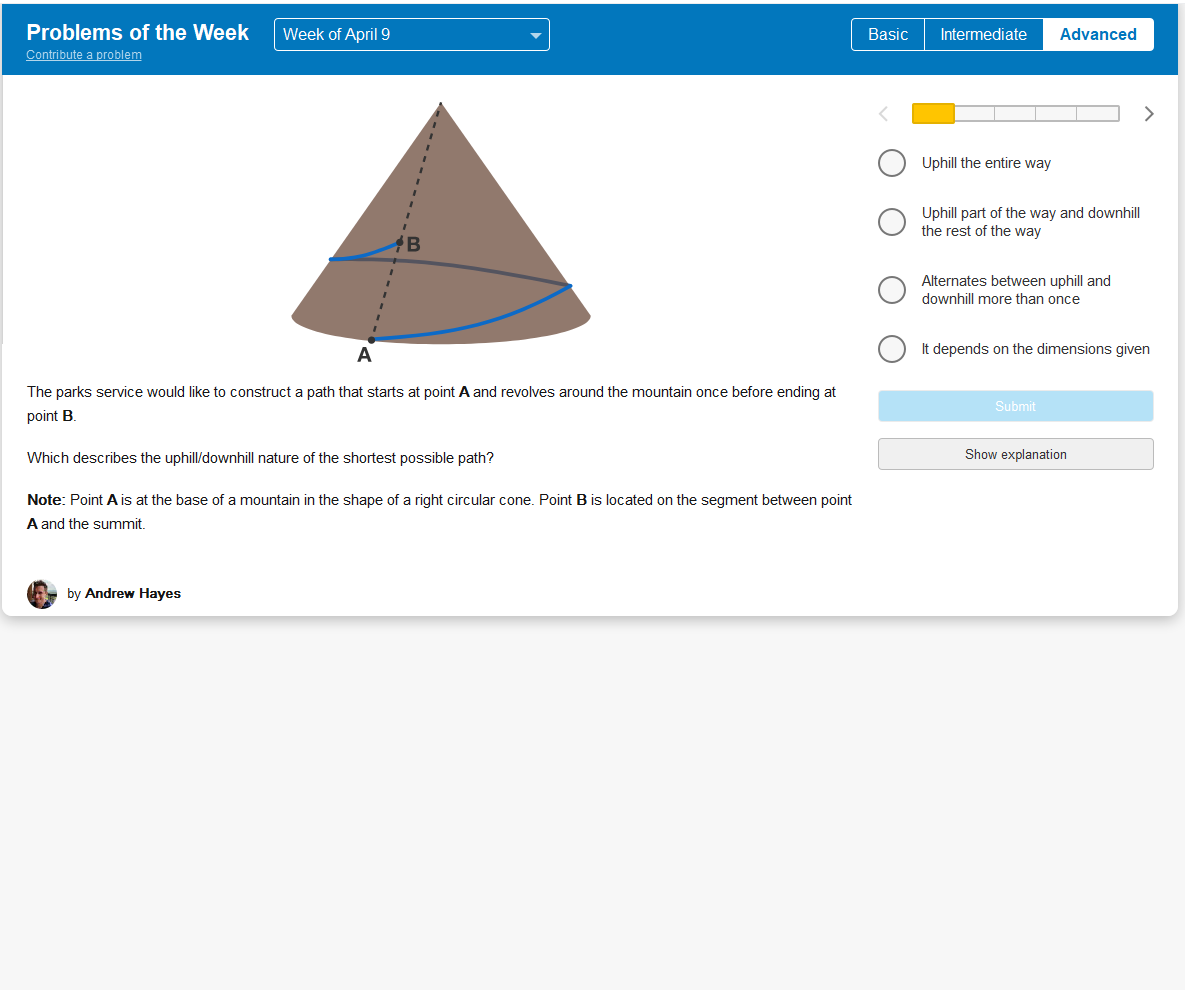 Problems of the Week
Contribute a problem
Week of April 9
Basic
Intermediate
Advanced
B
A
The parks service would like to construct a path that starts at point A and revolves around the mountain once before ending at
point B.
Which describes the uphill/downhill nature of the shortest possible path?
Note: Point A is at the base of a mountain in the shape of a right circular cone. Point B is located on the segment between point
A and the summit.
by Andrew Hayes
Uphill the entire way
Uphill part of the way and downhill
the rest of the way
Alternates between uphill and
downhill more than once
It depends on the dimensions given
Submit
Show explanation